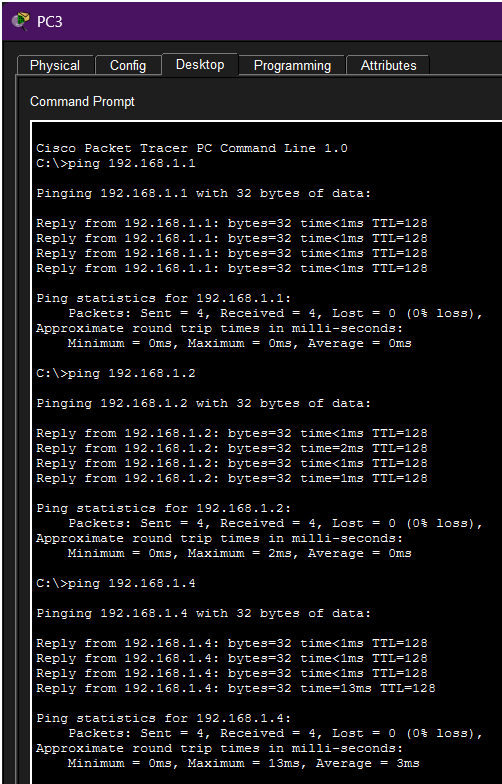 PC3
Physical Config Desktop Programming Attributes
Command Prompt
Cisco Packet Tracer PC Command Line 1.0
C:\>ping 192.168.1.1
Pinging 192.168.1.1 with 32 bytes of data:
Reply from 192.168.1.1: bytes=32 time<1ms TTL=128
Reply from 192.168.1.1: bytes=32 time<1ms TTL=128
Reply from 192.168.1.1: bytes=32 time<1ms TTL=128
Reply from 192.168.1.1: bytes=32 time<1ms TTL=128
Ping statistics for 192.168.1.1:
Packets: Sent = 4, Received = 4, Lost = 0 (0% loss),
Approximate round trip times in milli-seconds:
Minimum = 0ms, Maximum = 0ms, Average = 0ms
C:\>ping 192.168.1.2
Pinging 192.168.1.2 with 32 bytes of data:
Reply from 192.168.1.2: bytes=32 time<1ms TTL=128
Reply from 192.168.1.2: bytes=32 time=2ms TTL=128
Reply from 192.168.1.2: bytes=32 time<1ms TTL=128
Reply from 192.168.1.2: bytes=32 time=1ms TTL=128
Ping statistics for 192.168.1.2:
Packets: Sent = 4, Received = 4, Lost = 0 (0% loss),
Approximate round trip times in milli-seconds:
Minimum = 0ms, Maximum = 2ms, Average = 0ms
C:\>ping 192.168.1.4
Pinging 192.168.1.4 with 32 bytes of data:
Reply from 192.168.1.4: bytes=32 time<1ms TTL=128
Reply from 192.168.1.4: bytes=32 time<1ms TTL=128
Reply from 192.168.1.4: bytes=32 time<1ms TTL=128
Reply from 192.168.1.4: bytes=32 time=13ms TTL=128
Ping statistics for 192.168.1.4:
Packets: Sent = 4, Received = 4, Lost = 0 (0% loss),
Approximate round trip times in milli-seconds:
Minimum = 0ms, Maximum = 13ms, Average = 3ms